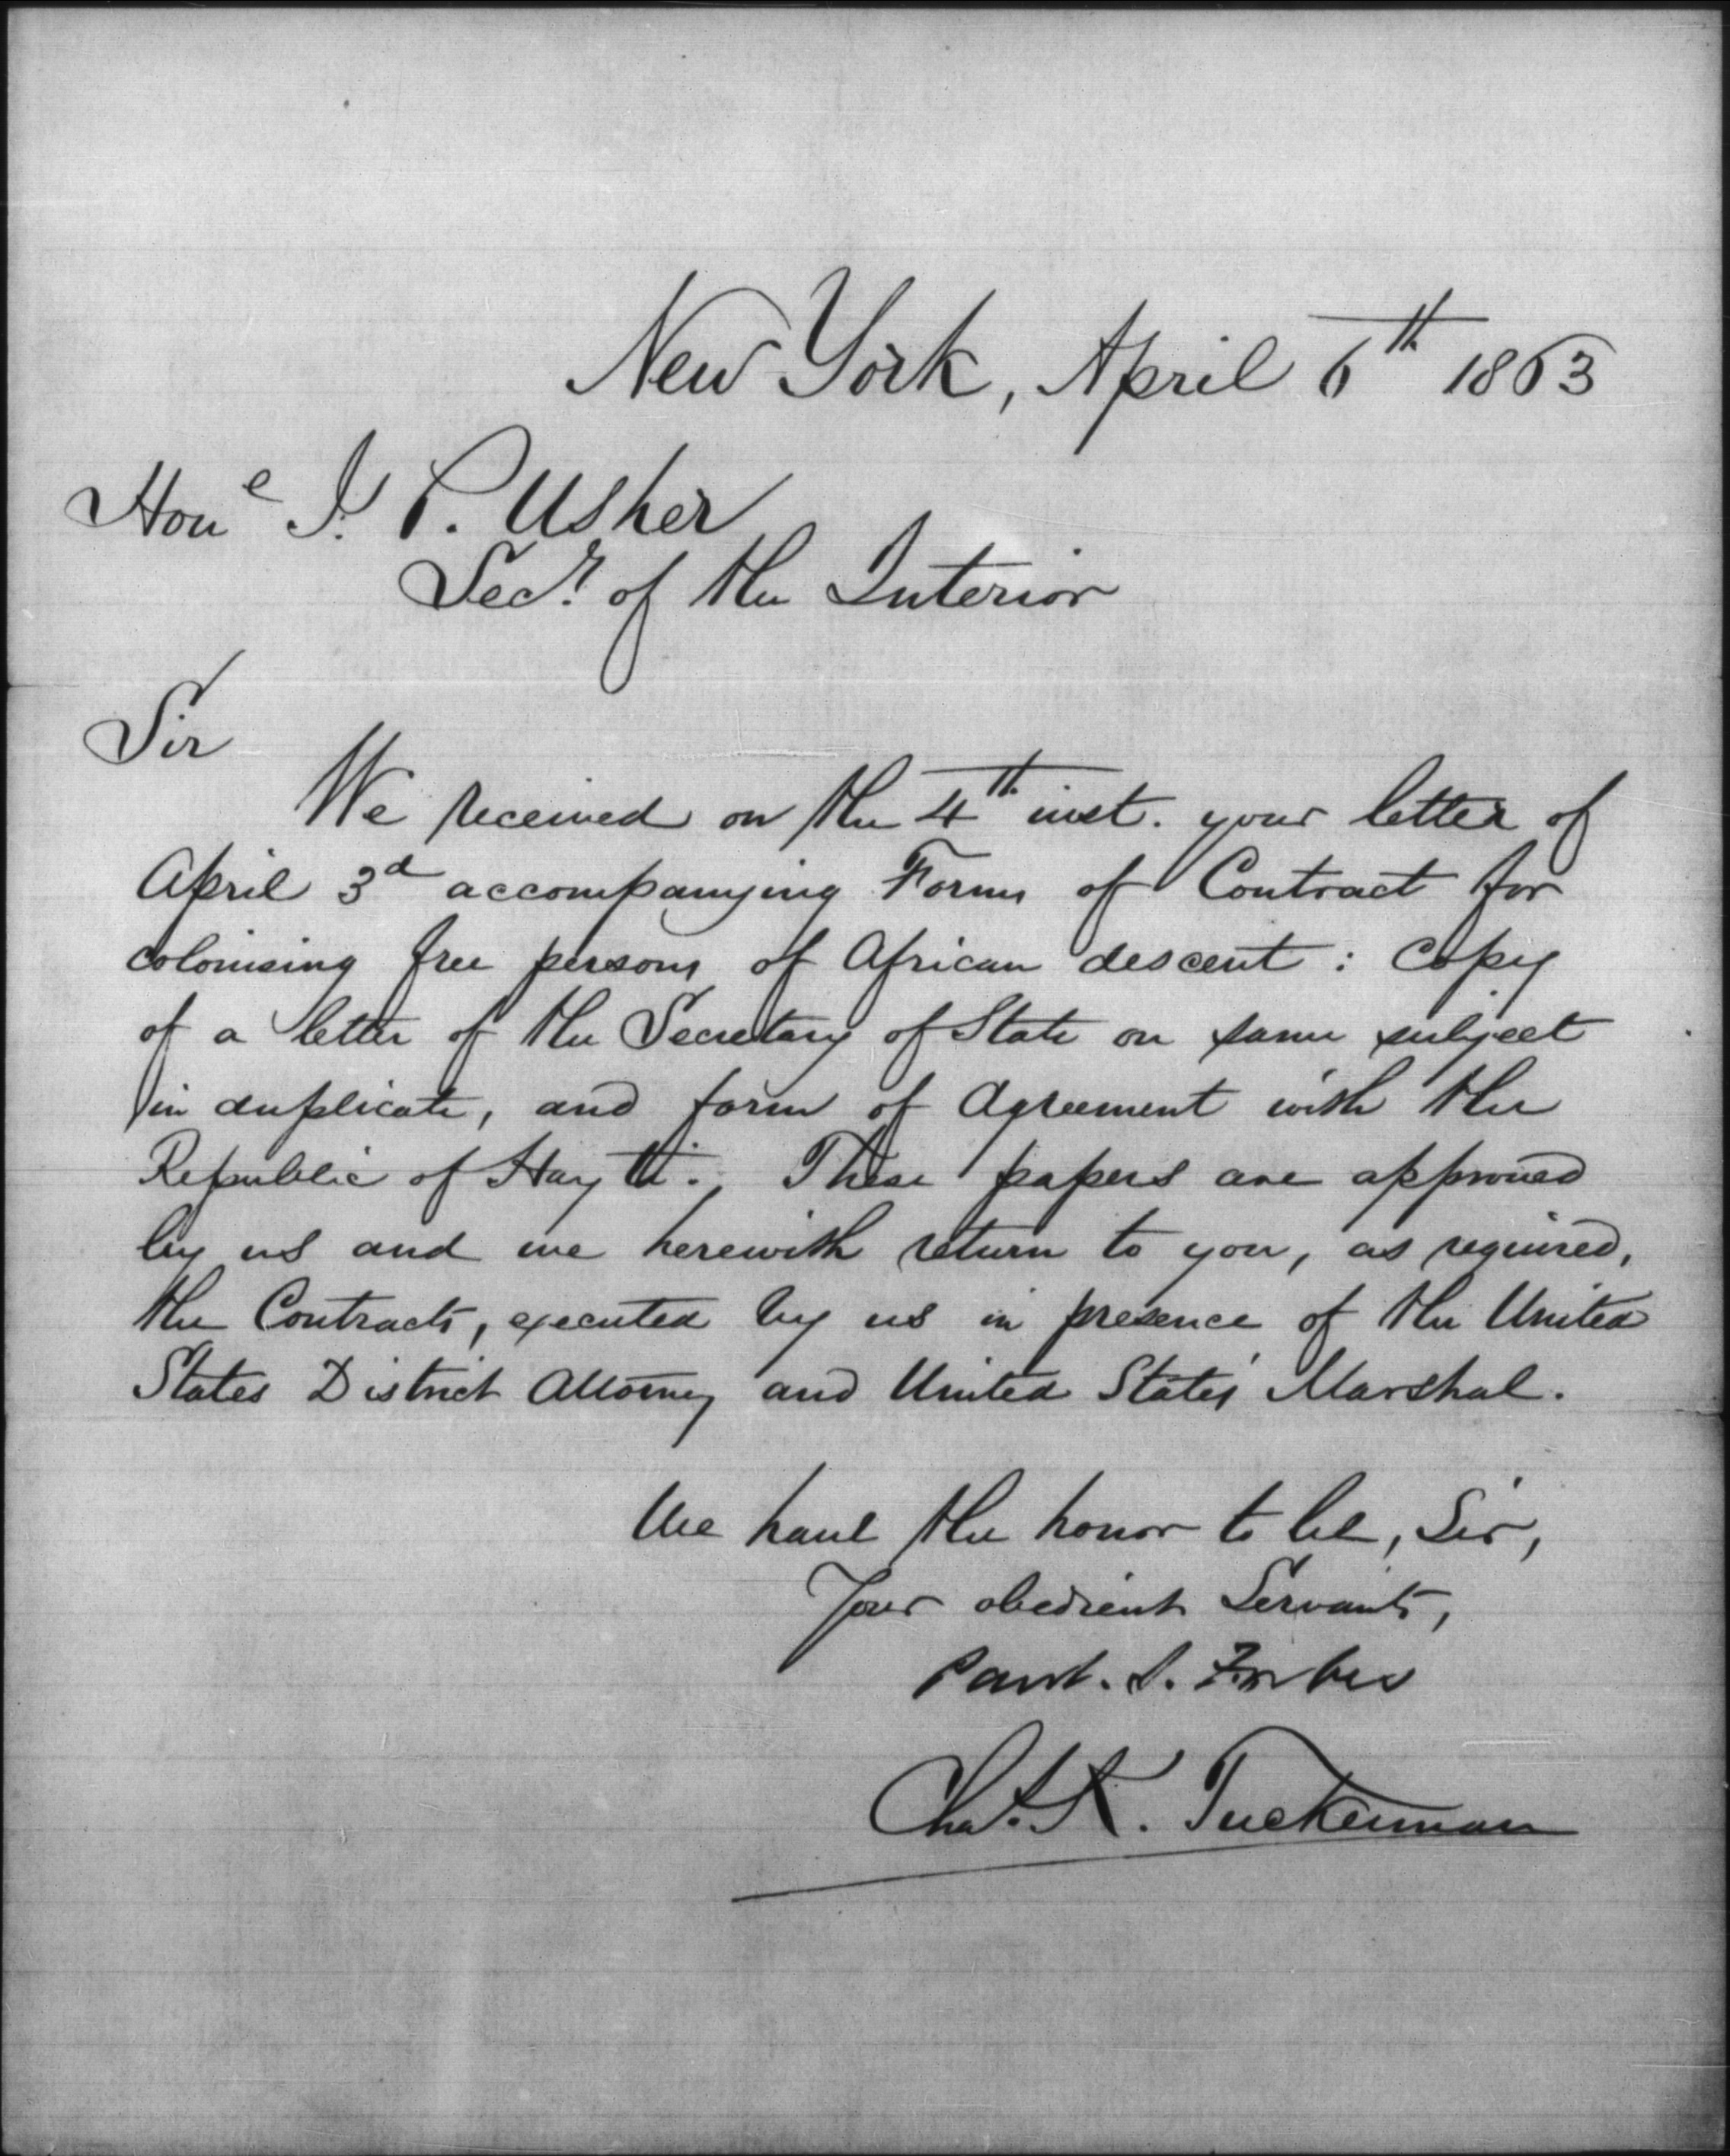 New York, April 6th 1863
Hone J. P. Usher
Secr. of the Interior
Sir
We received on the 4th inst. your letter of
April 3d accompanying Forms of Contract for
colonising free persons of African descent : Copy
of a letter of the Secretary of State on same subject
in duplicate, and form of Agreement with the
Republic of Hayti. These papers are approved
by us and we herewith return to you, as required,
the Contracts, executed by us in presence of the United
States District Attorney and United States Marshal.
We have the honor to be, Sir,
Your obedient Servants,
Paul. S. Forbes
Chas. K. Tuckerman